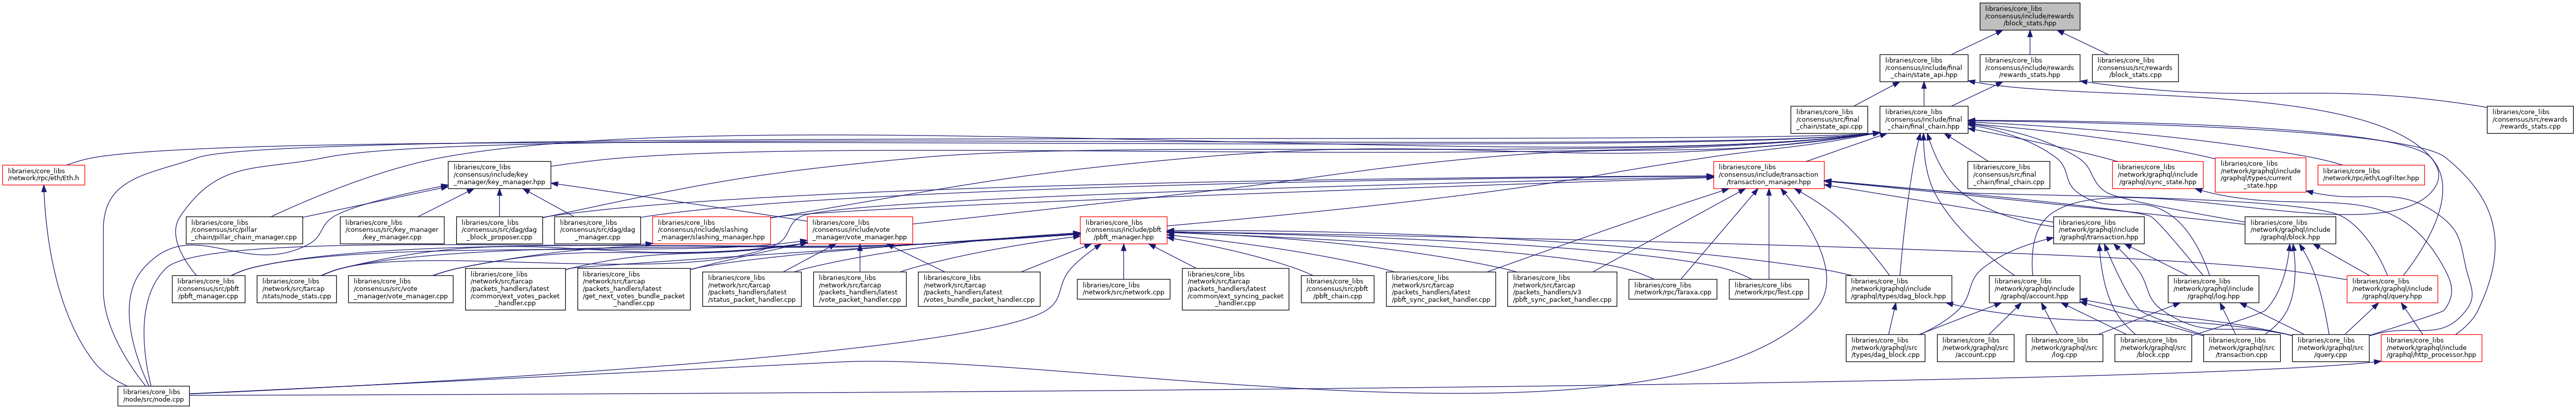 libraries/core_libs
/consensus/include/rewards
/block_stats.hpp
libraries/core_libs
/consensus/include/final
_chain/state_api.hpp
libraries/core_libs
/consensus/include/rewards
/rewards_stats.hpp
libraries/core_libs
/consensus/src/rewards
/block_stats.cpp
libraries/core_libs
/consensus/src/final
_chain/state_api.cpp
libraries/core_libs
/consensus/include/final
_chain/final_chain.hpp
libraries/core_libs
/consensus/src/rewards
/rewards_stats.cpp
libraries/core_libs
/network/rpc/eth/Eth.h
libraries/core_libs
/consensus/include/key
_manager/key_manager.hpp
libraries/core_libs
/consensus/include/transaction
/transaction_manager.hpp
libraries/core_libs
/consensus/src/final
_chain/final_chain.cpp
libraries/core_libs
/network/graphql/include
/graphql/sync_state.hpp
libraries/core_libs
/network/graphql/include
/graphql/types/current
_state.hpp
libraries/core_libs
/network/rpc/eth/LogFilter.hpp
libraries/core_libs
/consensus/src/pillar
_chain/pillar_chain_manager.cpp
libraries/core_libs
/consensus/src/key_manager
/key_manager.cpp
libraries/core_libs
/consensus/src/dag/dag
_block_proposer.cpp
libraries/core_libs
/consensus/src/dag/dag
_manager.cpp
libraries/core_libs
/consensus/include/slashing
_manager/slashing_manager.hpp
libraries/core_libs
/consensus/include/vote
_manager/vote_manager.hpp
libraries/core_libs
/consensus/include/pbft
/pbft_manager.hpp
libraries/core_libs
/network/graphql/include
/graphql/transaction.hpp
libraries/core_libs
/network/graphql/include
/graphql/block.hpp
libraries/core_libs
/consensus/src/pbft
/pbft_manager.cpp
libraries/core_libs
/network/src/tarcap
/stats/node_stats.cpp
libraries/core_libs
/consensus/src/vote
_manager/vote_manager.cpp
libraries/core_libs
/network/src/tarcap
/packets_handlers/latest
/common/ext_votes_packet
_handler.cpp
libraries/core_libs
/network/src/tarcap
/packets_handlers/latest
/get_next_votes_bundle_packet
_handler.cpp
libraries/core_libs
/network/src/tarcap
/packets_handlers/latest
/status_packet_handler.cpp
libraries/core_libs
/network/src/tarcap
/packets_handlers/latest
/vote_packet_handler.cpp
libraries/core_libs
/network/src/tarcap
/packets_handlers/latest
/votes_bundle_packet_handler.cpp
libraries/core_libs
/network/src/network.cpp
libraries/core_libs
/network/src/tarcap
/packets_handlers/latest
/common/ext_syncing_packet
_handler.cpp
libraries/core_libs
/consensus/src/pbft
/pbft_chain.cpp
libraries/core_libs
/network/src/tarcap
/packets_handlers/latest
/pbft_sync_packet_handler.cpp
libraries/core_libs
/network/src/tarcap
/packets_handlers/v3
/pbft_sync_packet_handler.cpp
libraries/core_libs
/network/rpc/Taraxa.cpp
libraries/core_libs
/network/rpc/Test.cpp
libraries/core_libs
/network/graphql/include
/graphql/types/dag_block.hpp
libraries/core_libs
/network/graphql/include
/graphql/account.hpp
libraries/core_libs
/network/graphql/include
/graphql/log.hpp
libraries/core_libs
/network/graphql/include
/graphql/query.hpp
libraries/core_libs
/network/graphql/src
/types/dag_block.cpp
libraries/core_libs
/network/graphql/src
/account.cpp
libraries/core_libs
/network/graphql/src
/log.cpp
libraries/core_libs
/network/graphql/src
/block.cpp
libraries/core_libs
/network/graphql/src
/transaction.cpp
libraries/core_libs
/network/graphql/src
/query.cpp
libraries/core_libs
/network/graphql/include
/graphql/http_processor.hpp
libraries/core_libs
/node/src/node.cpp